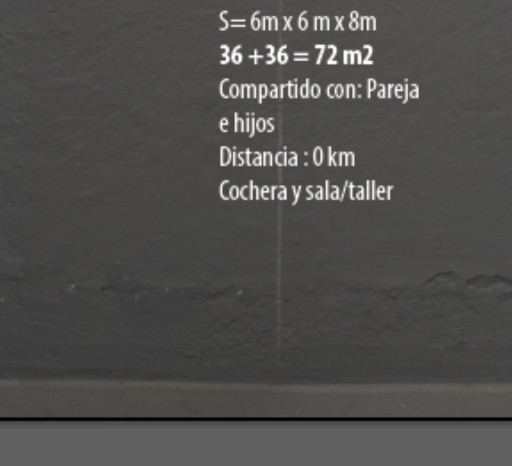 S= 6m x 6 m x 8m
36 +36 = 72 m2
Compartido con: Pareja
e hijos
Distancia : 0 km
Cochera y sala/taller